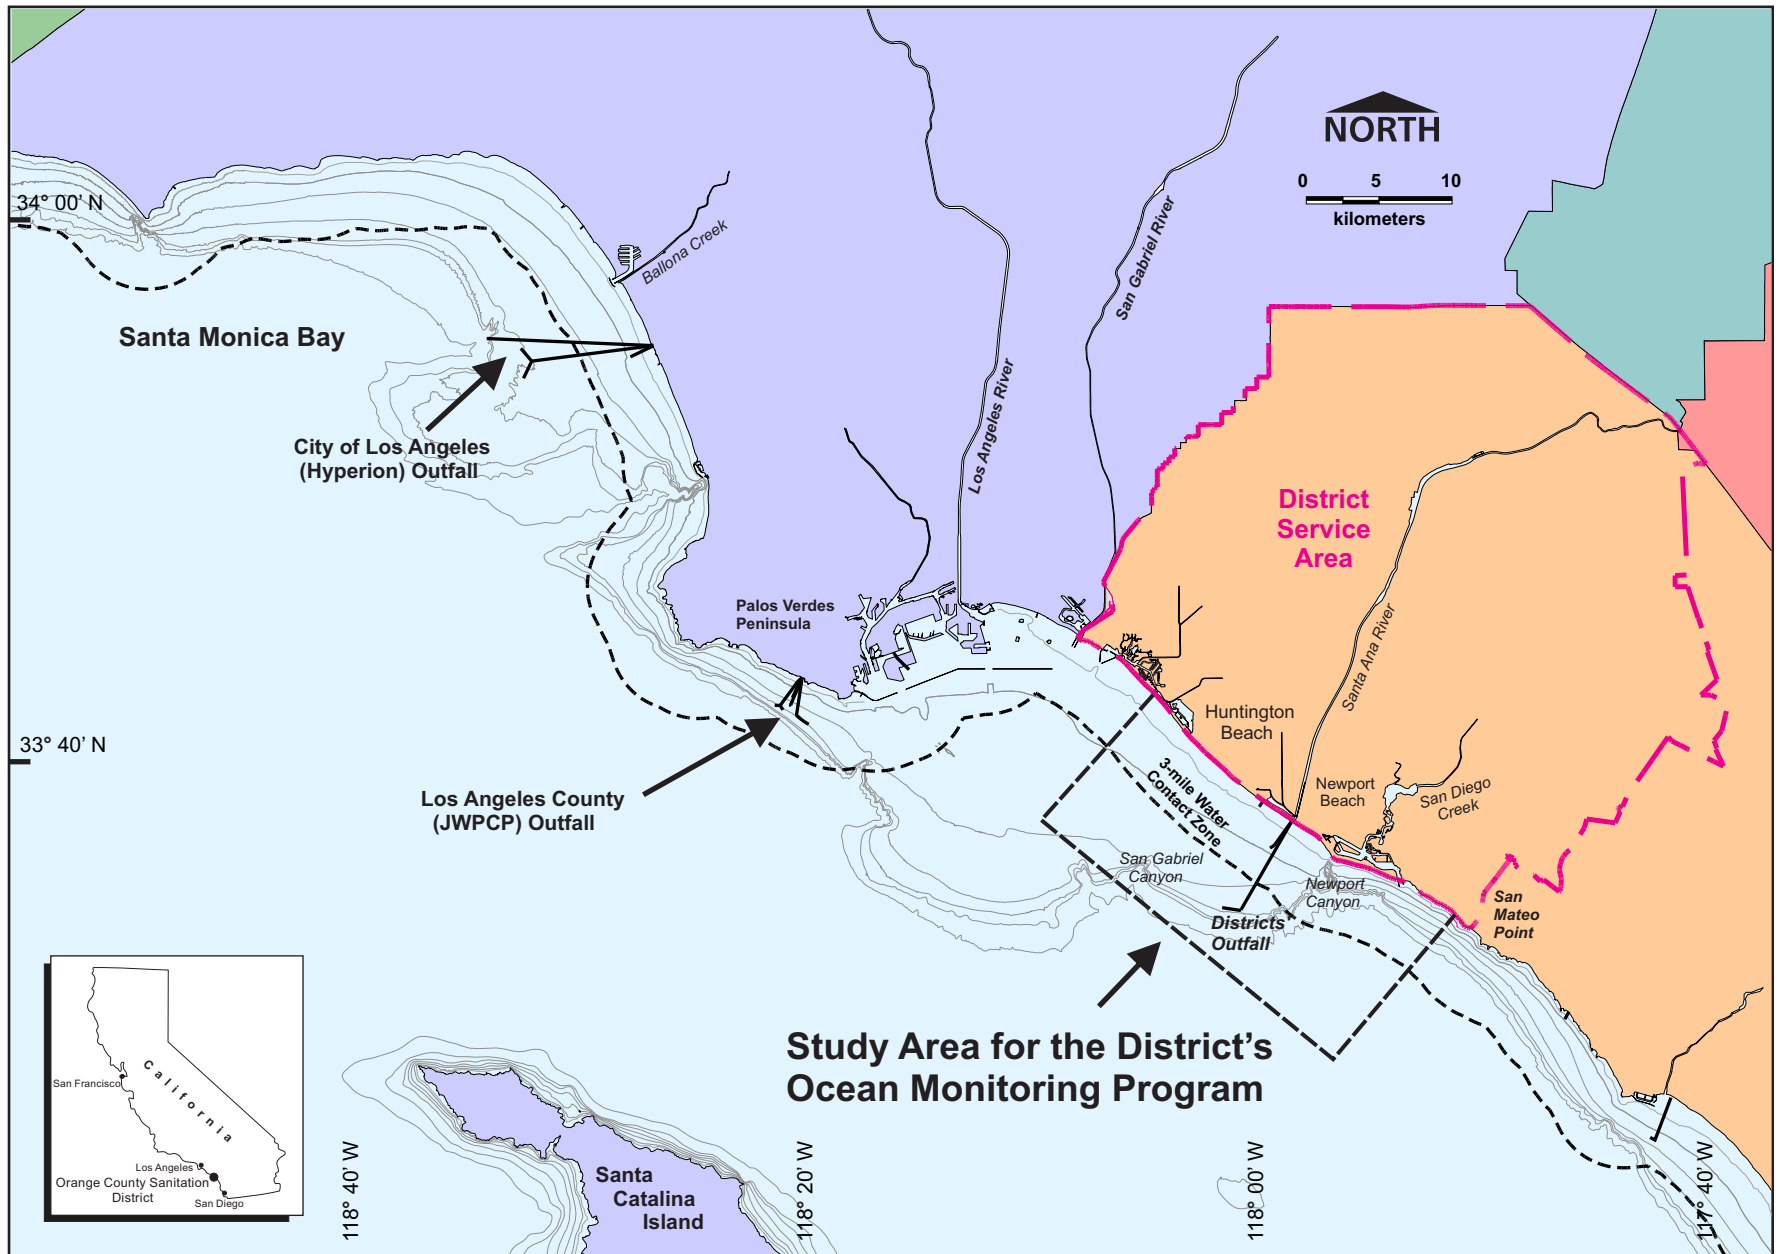 NORTH
0 5 10
kilometers
34° 00’ N
Ballona Creek
San Gabriel River
Santa Monica Bay
Los Angeles River
City of Los Angeles
(Hyperion) Outfall
District
Service
Area
Palos Verdes
Peninsula
Santa Ana River
Huntington
Beach
33° 40’ N
3-mile Water
Contact Zone
Newport
Beach
San Diego
Creek
Los Angeles County
(JWPCP) Outfall
San Gabriel
Canyon
Newport
Canyon
San
Mateo
Point
Districts
Outfall
Study Area for the District’s
Ocean Monitoring Program
California
San Francisco
Los Angeles
Orange County Sanitation
District
San Diego
Santa
Catalina
Island
118° 40’ W
118° 20’ W
118° 00’ W
117° 40’ W